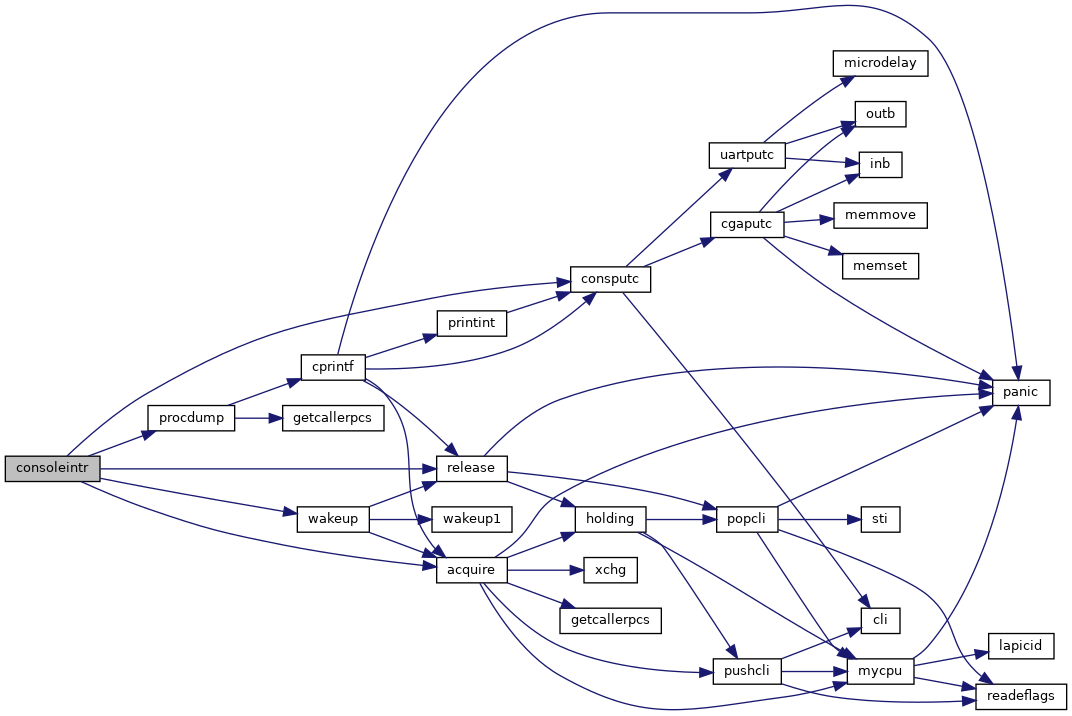 microdelay
outb
uartputc
inb
cgaputc
memmove
memset
consputc
printint
cprintf
panic
procdump
getcallerpcs
consoleintr
release
wakeup
wakeup1
holding
popcli
sti
acquire
xchg
getcallerpcs
cli
lapicid
pushcli
mycpu
readeflags